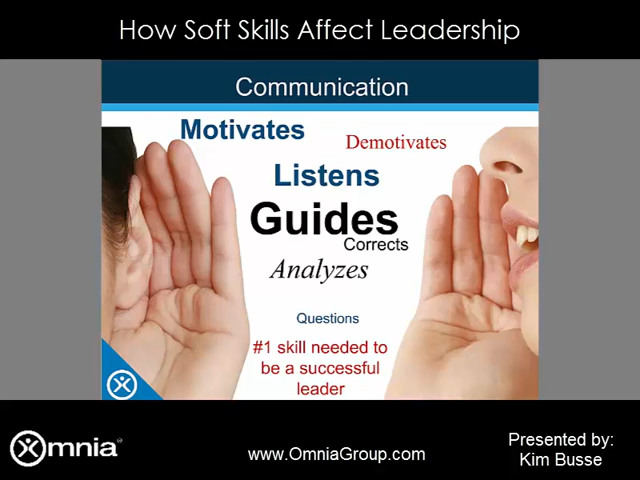 How Soft Skills Affect Leadership
Communication
Motivates
Demotivates
Listens
Guides
Corrects
Analyzes
Questions
#1 skill needed to
be a successful
leader
Omnia
www.OmniaGroup.com
Presented by:
Kim Busse